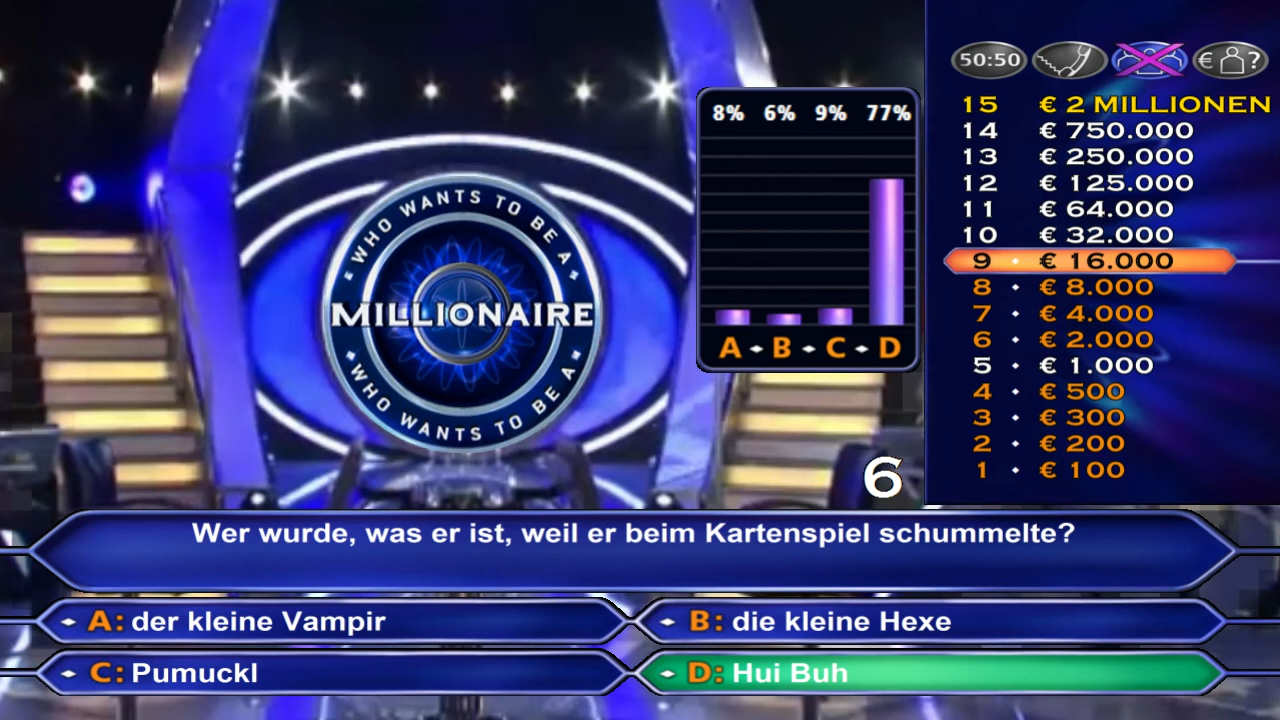 50:50
€ ?
15 € 2 MILLIONEN
14 € 750.000
13 € 250.000
12 € 125.000
11 € 64.000
10 € 32.000
9 € 16.000
8 € 8.000
7 € 4.000
6 € 2.000
5 € 1.000
4 € 500
3 € 300
2 € 200
1 € 100
8% 6% 9% 77%
A B C D
WHO WANTS TO BE A
MILLIONAIRE
WHO WANTS TO BE A
6
Wer wurde, was er ist, weil er beim Kartenspiel schummelte?
A: der kleine Vampir
B: die kleine Hexe
C: Pumuckl
D: Hui Buh